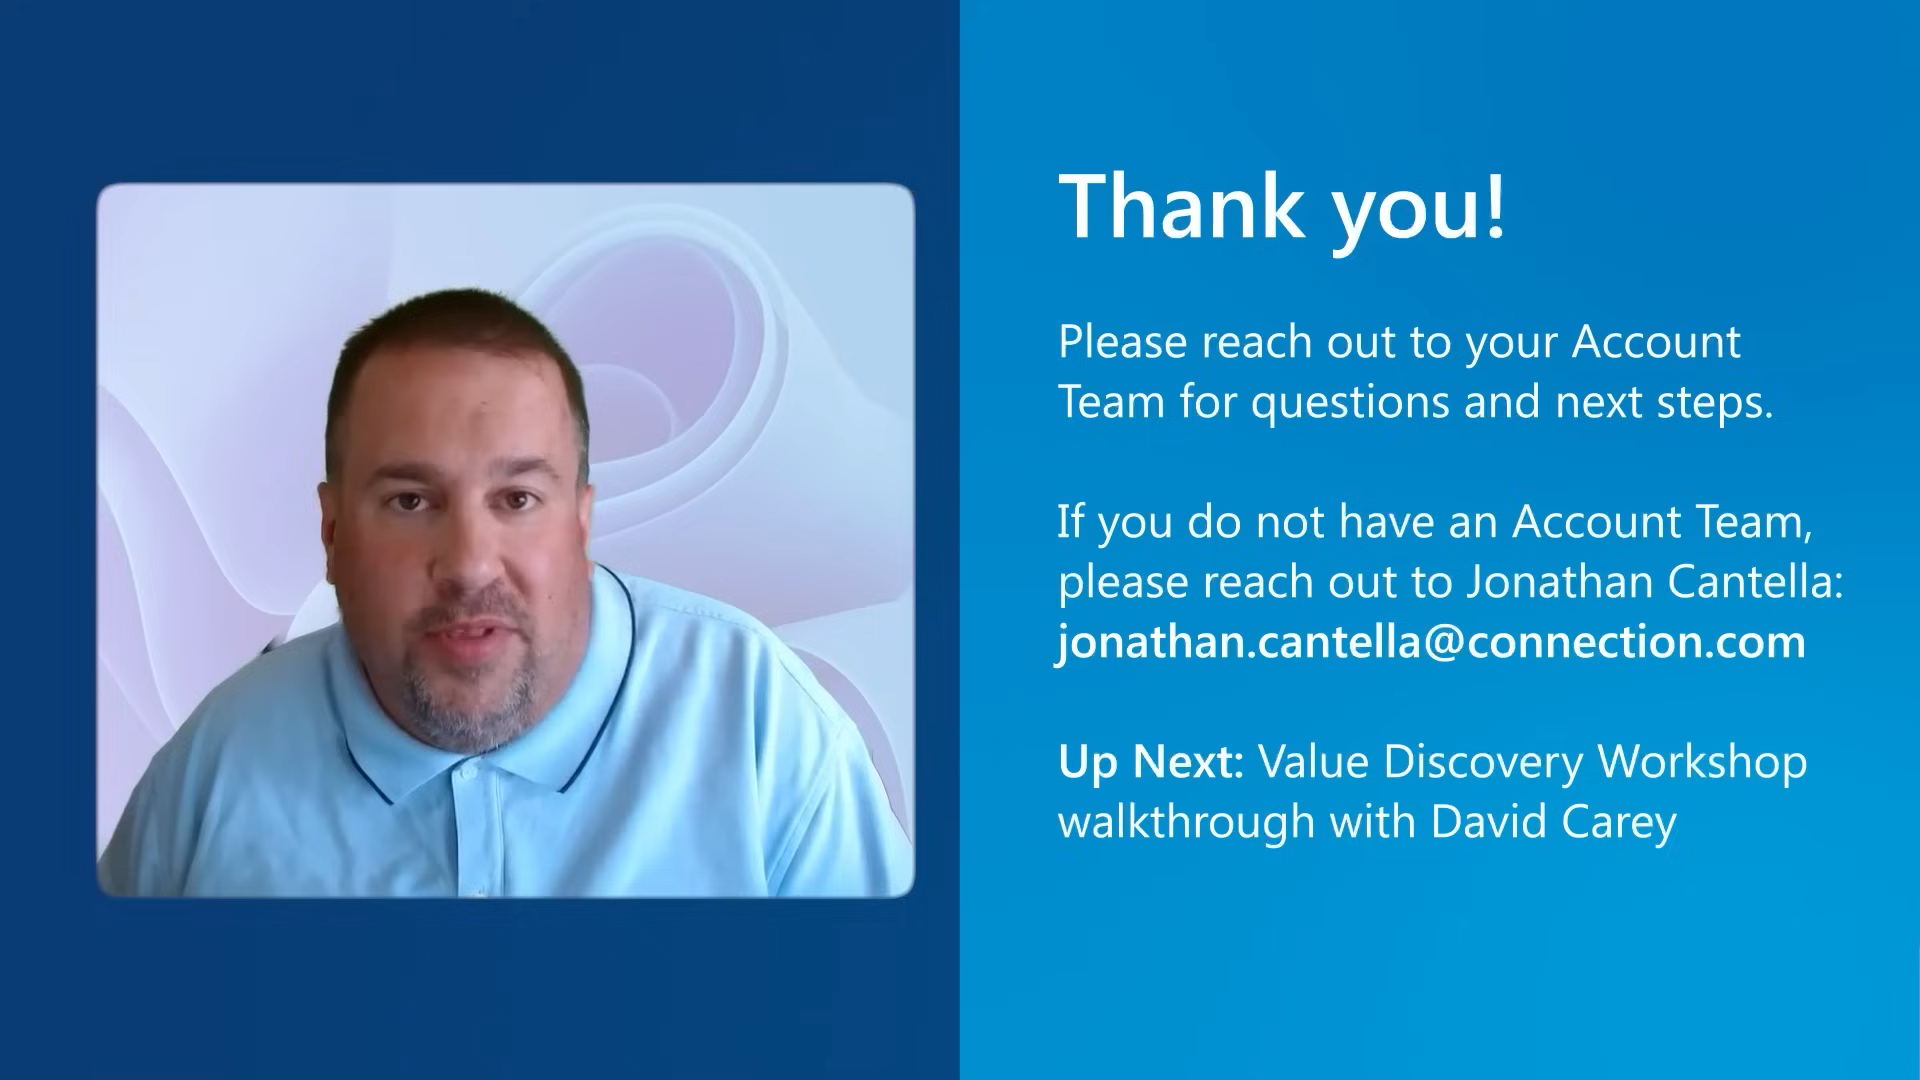 Thank you!
Please reach out to your Account
Team for questions and next steps.
If you do not have an Account Team,
please reach out to Jonathan Cantella:
jonathan.cantella@connection.com
Up Next: Value Discovery Workshop
walkthrough with David Carey